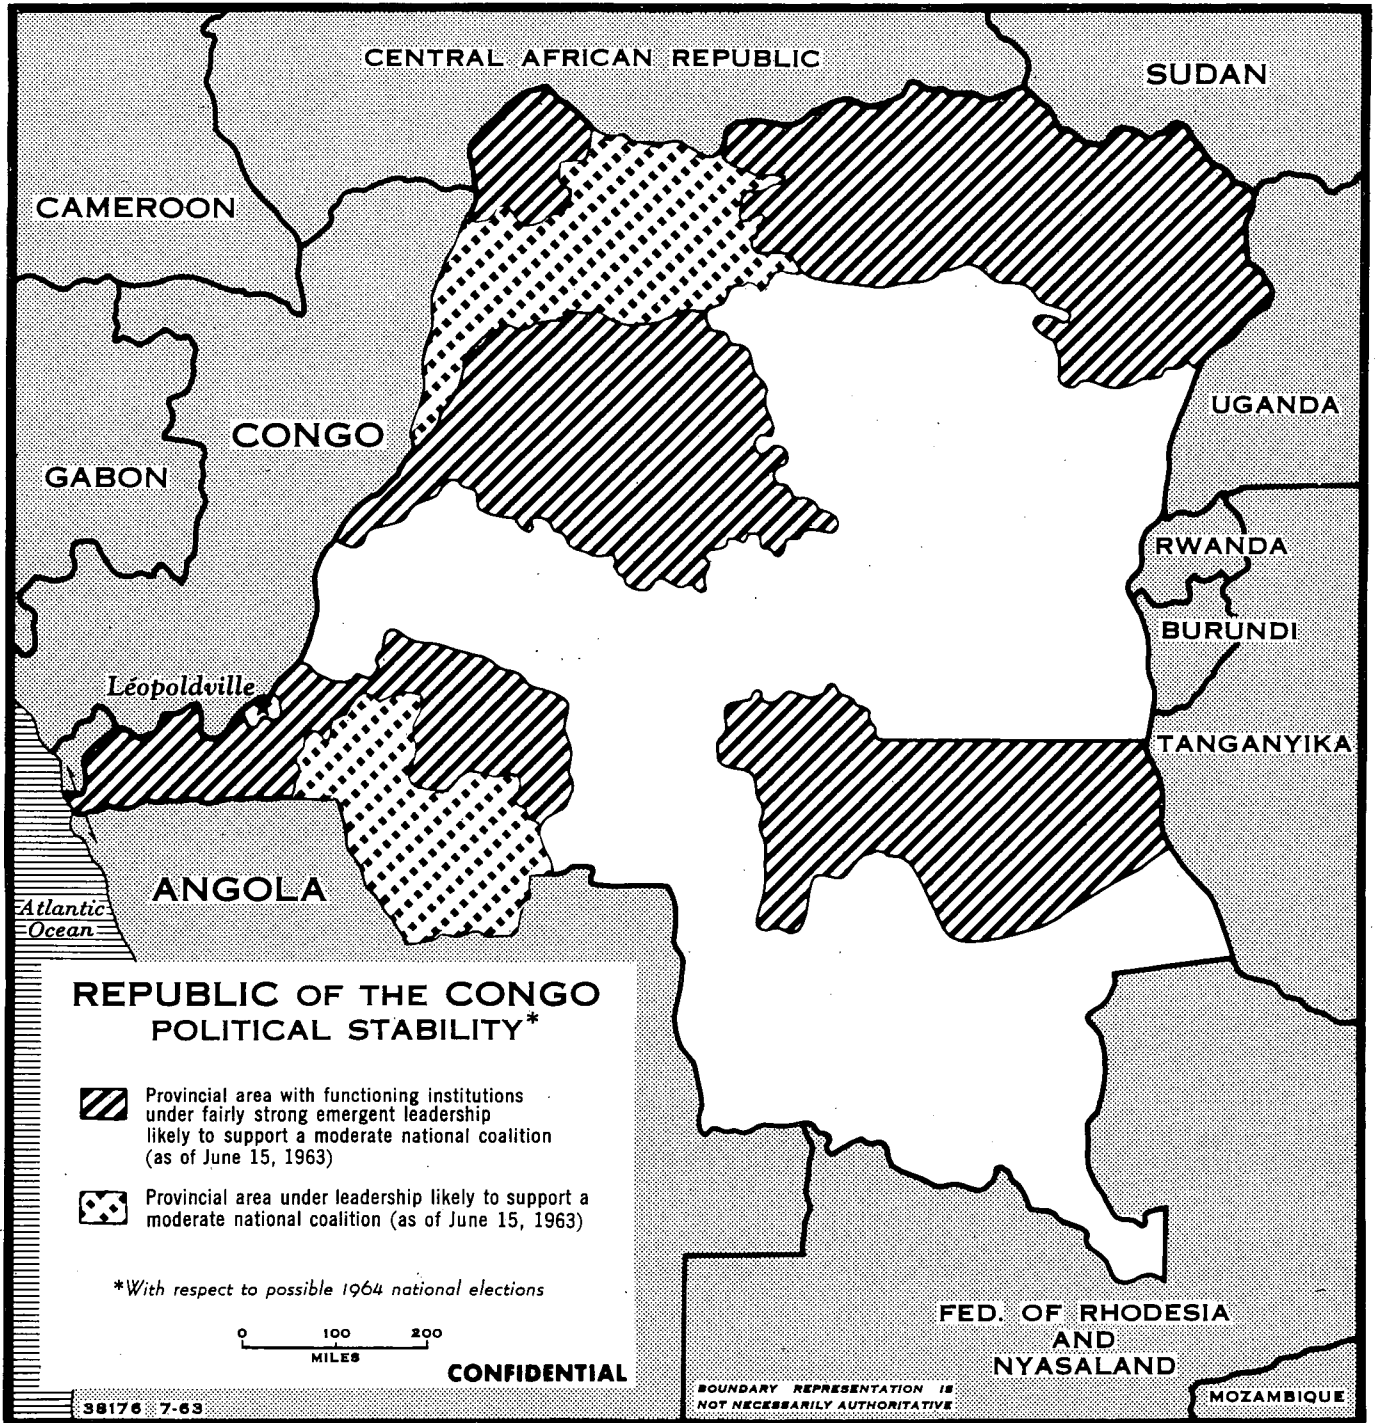 CENTRAL AFRICAN REPUBLIC
SUDAN
CAMEROON
CONGO
GABON
UGANDA
RWANDA
BURUNDI
Léopoldville
TANGANYIKA
ANGOLA
Atlantic
Ocean
REPUBLIC OF THE CONGO
POLITICAL STABILITY*
Provincial area with functioning institutions
under fairly strong emergent leadership
likely to support a moderate national coalition
(as of June 15, 1963)
Provincial area under leadership likely to support a
moderate national coalition (as of June 15, 1963)
*With respect to possible 1964 national elections
0 100 200
MILES
CONFIDENTIAL
38176 7-63
FED. OF RHODESIA
AND
NYASALAND
BOUNDARY REPRESENTATION IS
NOT NECESSARILY AUTHORITATIVE
MOZAMBIQUE